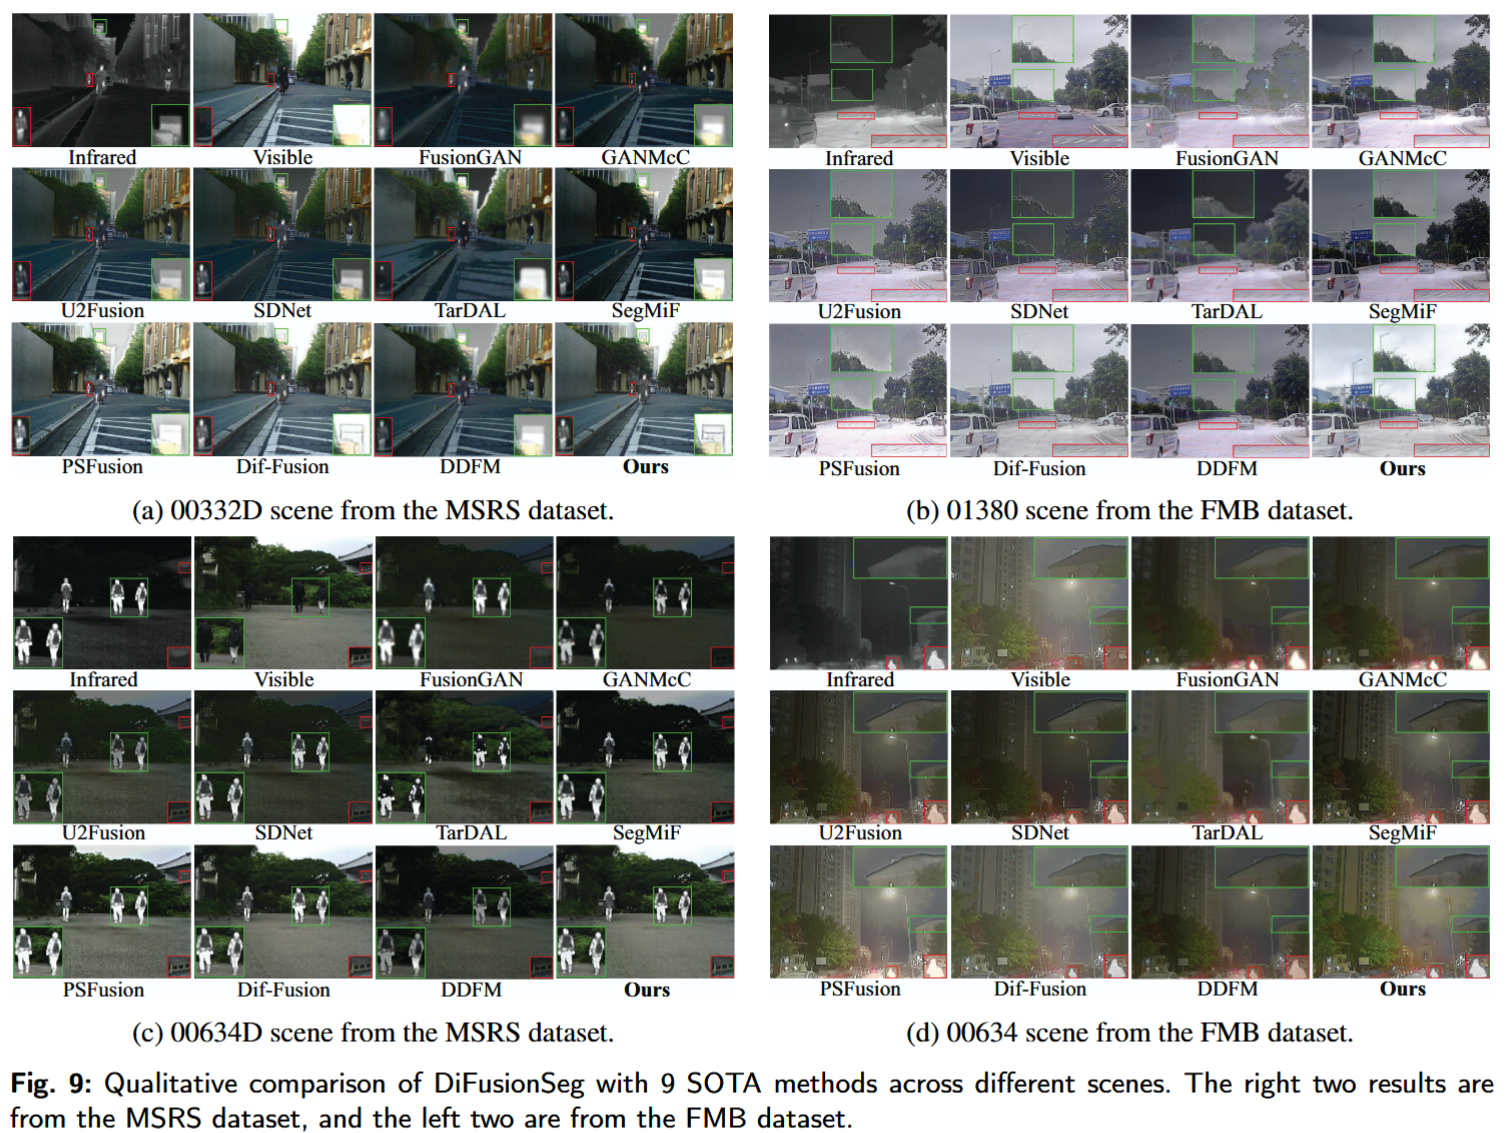 Infrared Visible FusionGAN GANMcC
U2Fusion SDNet TarDAL SegMiF
PSFusion Dif-Fusion DDFM Ours
(a) 00332D scene from the MSRS dataset.
Infrared Visible FusionGAN GANMcC
U2Fusion SDNet TarDAL SegMiF
PSFusion Dif-Fusion DDFM Ours
(b) 01380 scene from the FMB dataset.
Infrared Visible FusionGAN GANMcC
U2Fusion SDNet TarDAL SegMiF
PSFusion Dif-Fusion DDFM Ours
(c) 00634D scene from the MSRS dataset.
Infrared Visible FusionGAN GANMcC
U2Fusion SDNet TarDAL SegMiF
PSFusion Dif-Fusion DDFM Ours
(d) 00634 scene from the FMB dataset.
Fig. 9: Qualitative comparison of DiFusionSeg with 9 SOTA methods across different scenes. The right two results are
from the MSRS dataset, and the left two are from the FMB dataset.